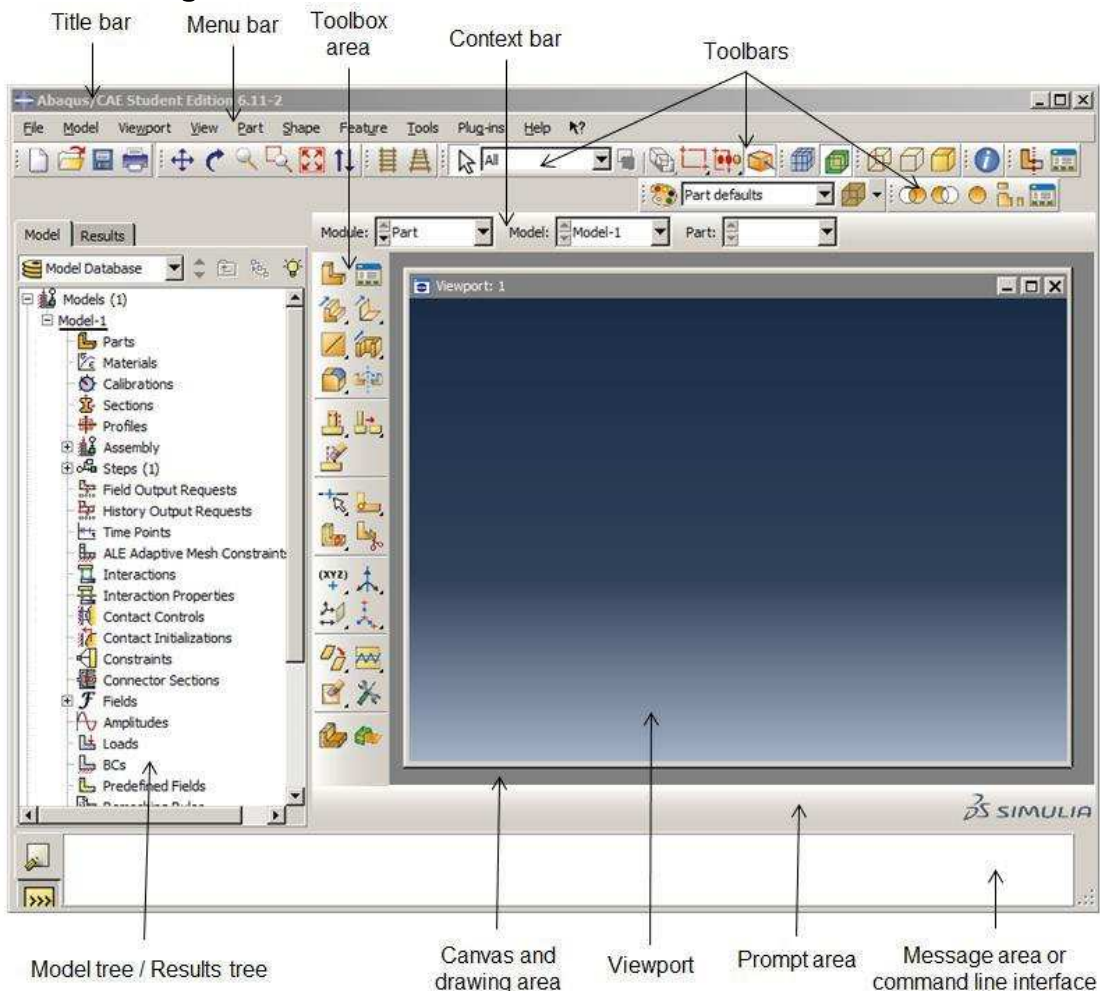 Title bar
Menu bar
Toolbox
area
Context bar
Toolbars
Abaqus/CAE Student Edition 6.11-2
File Model Viewport View Part Shape Feature Tools Plug-ins Help
All
Part defaults
Model Results
Module: Part Model: Model-1 Part:
Model Database
Viewport: 1
Models (1)
Model-1
Parts
Materials
Calibrations
Sections
Profiles
Assembly
Steps (1)
Field Output Requests
History Output Requests
Time Points
ALE Adaptive Mesh Constraint
Interactions
Interaction Properties
Contact Controls
Contact Initializations
Constraints
Connector Sections
Fields
Amplitudes
Loads
BCs
Predefined Fields
(XYZ)
SIMULIA
>>>
Model tree / Results tree
Canvas and
drawing area
Viewport
Prompt area
Message area or
command line interface